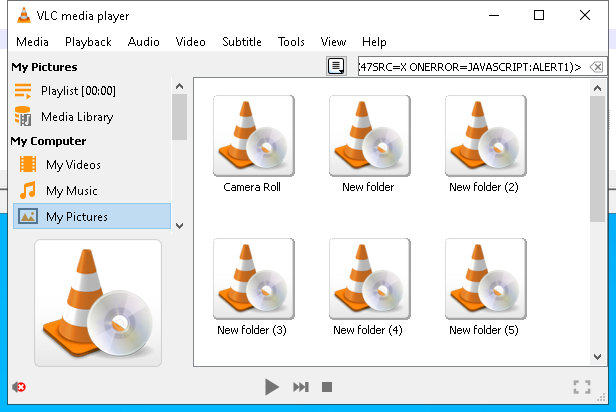 VLC media player
Media Playback Audio Video Subtitle Tools View Help
My Pictures
47SRC=X ONERROR=JAVASCRIPT:ALERT1)>
Playlist [00:00]
Media Library
My Computer
My Videos
My Music
My Pictures
Camera Roll New folder New folder (2)
New folder (3) New folder (4) New folder (5)